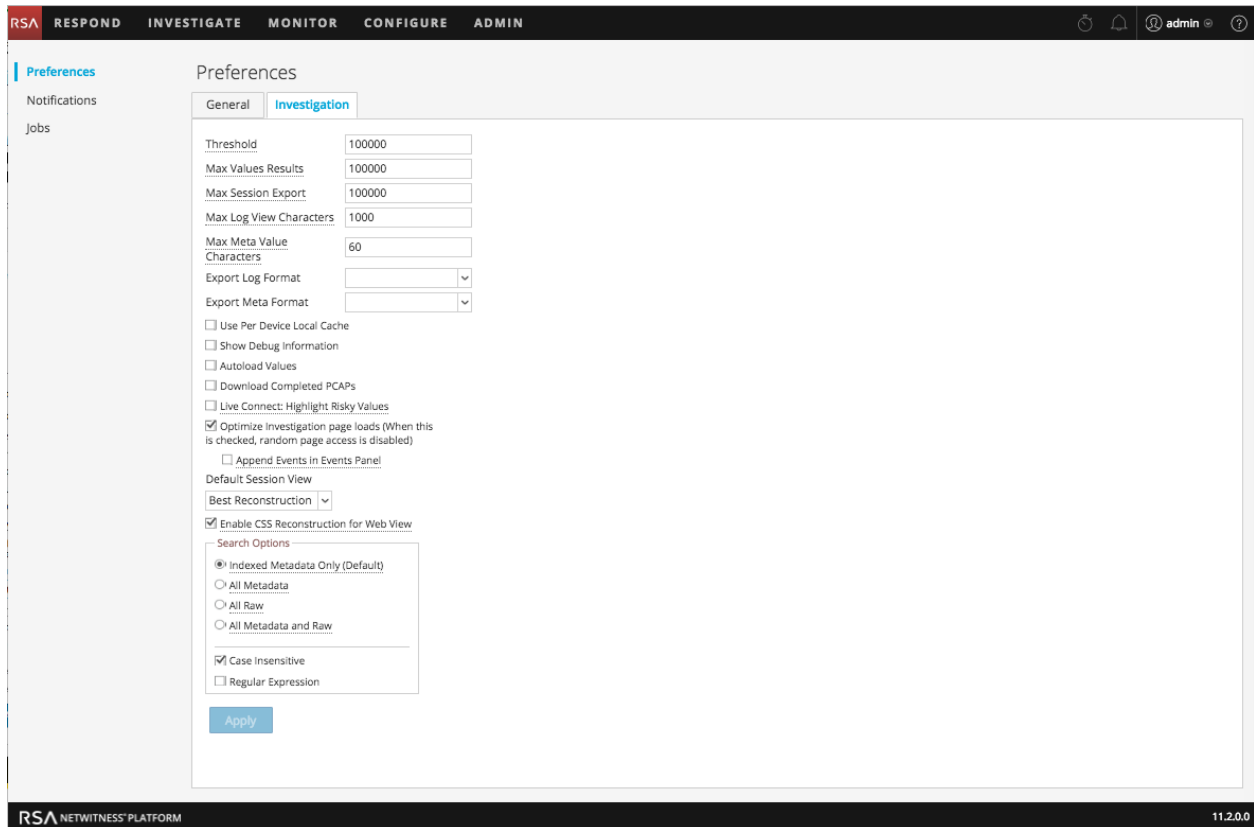 RSA RESPOND INVESTIGATE MONITOR CONFIGURE ADMIN admin
Preferences
Notifications
Jobs
Preferences
General Investigation
Threshold 100000
Max Values Results 100000
Max Session Export 100000
Max Log View Characters 1000
Max Meta Value
Characters 60
Export Log Format
Export Meta Format
Use Per Device Local Cache
Show Debug Information
Autoload Values
Download Completed PCAPs
Live Connect: Highlight Risky Values
Optimize Investigation page loads (When this
is checked, random page access is disabled)
Append Events in Events Panel
Default Session View
Best Reconstruction
Enable CSS Reconstruction for Web View
Search Options
Indexed Metadata Only (Default)
All Metadata
All Raw
All Metadata and Raw
Case Insensitive
Regular Expression
Apply
RSA NETWITNESS® PLATFORM 11.2.0.0